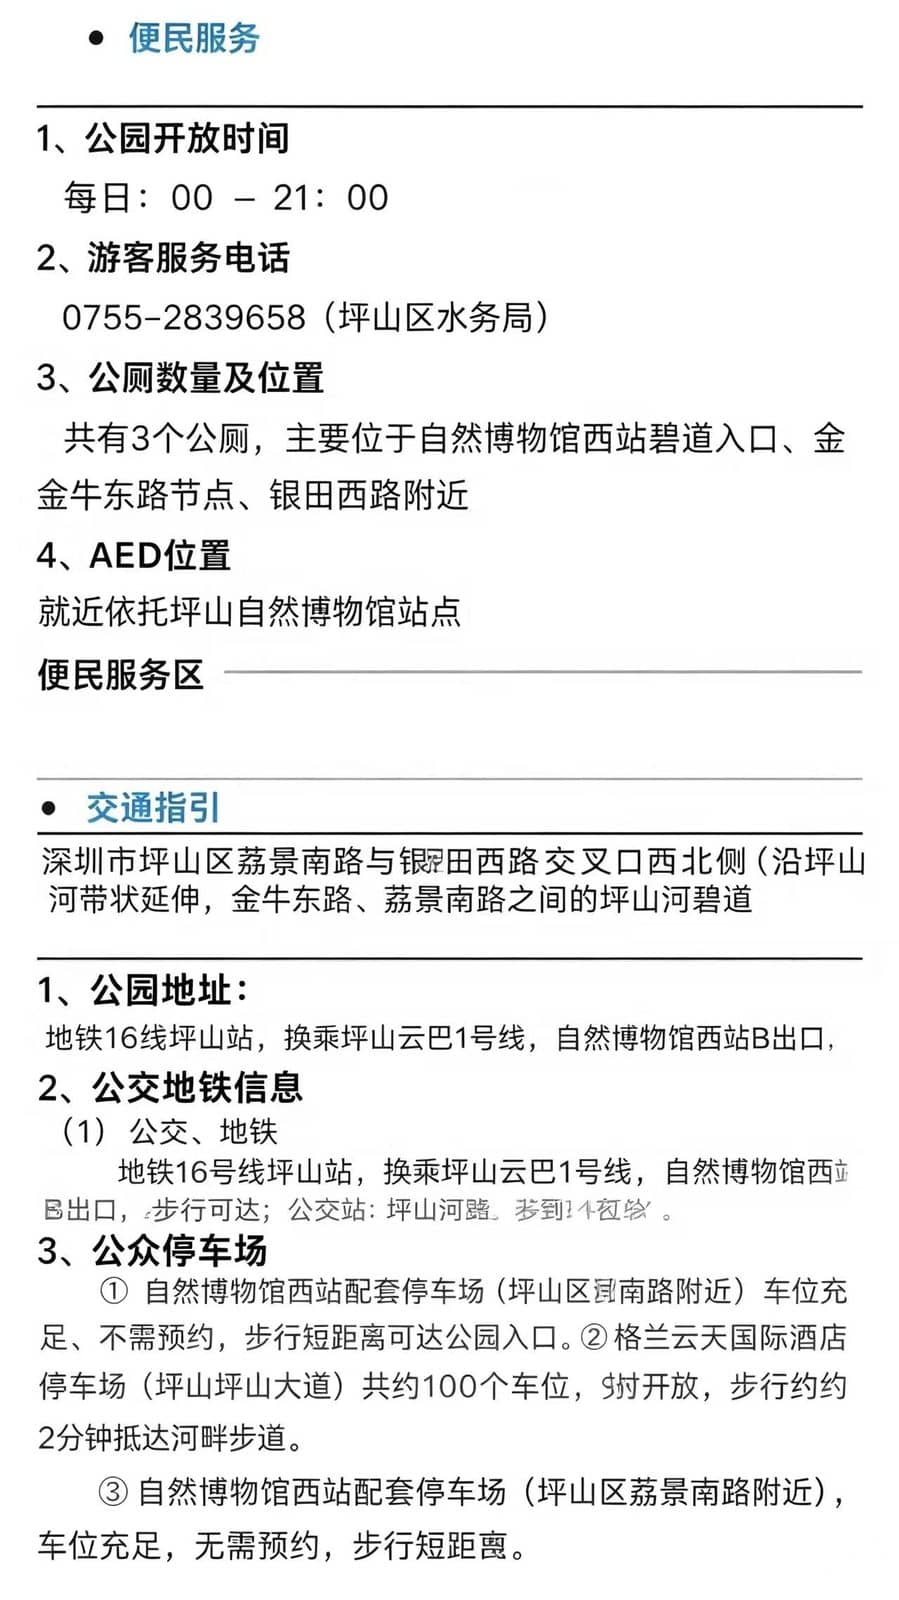 • 便民服务
1、公园开放时间
每日：00 – 21：00
2、游客服务电话
0755-2839658（坪山区水务局）
3、公厕数量及位置
共有3个公厕，主要位于自然博物馆西站碧道入口、金
金牛东路节点、银田西路附近
4、AED位置
就近依托坪山自然博物馆站点
便民服务区
• 交通指引
深圳市坪山区荔景南路与银田西路交叉口西北侧（沿坪山
河带状延伸，金牛东路、荔景南路之间的坪山河碧道
1、公园地址：
地铁16线坪山站，换乘坪山云巴1号线，自然博物馆西站B出口，
2、公交地铁信息
（1） 公交、地铁
地铁16号线坪山站，换乘坪山云巴1号线，自然博物馆西站
B出口，步行可达；公交站：坪山河
3、公众停车场
① 自然博物馆西站配套停车场（坪山区南路附近）车位充
足、不需预约，步行短距离可达公园入口。② 格兰云天国际酒店
停车场（坪山坪山大道）共约100个车位，开放，步行约约
2分钟抵达河畔步道。
③ 自然博物馆西站配套停车场（坪山区荔景南路附近），
车位充足，无需预约，步行短距。